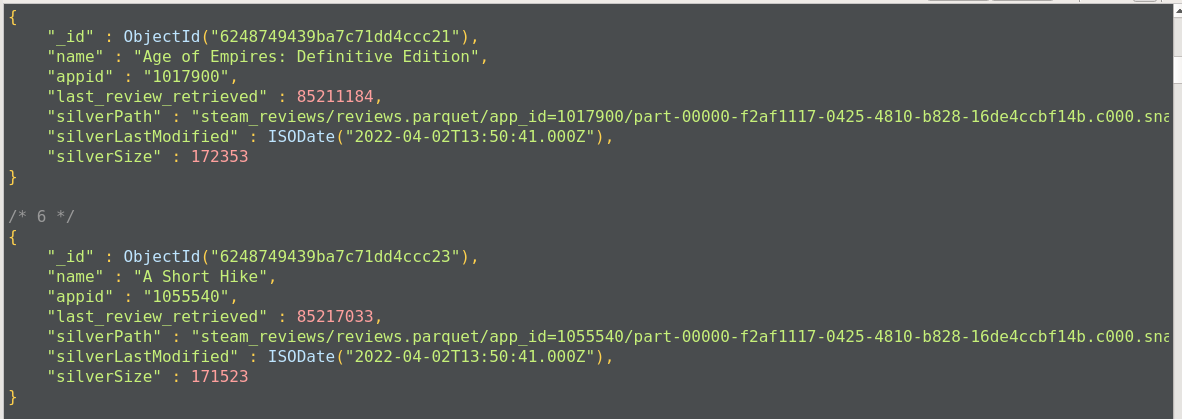 {
    "_id" : ObjectId("6248749439ba7c71dd4ccc21"),
    "name" : "Age of Empires: Definitive Edition",
    "appid" : "1017900",
    "last_review_retrieved" : 85211184,
    "silverPath" : "steam_reviews/reviews.parquet/app_id=1017900/part-00000-f2af1117-0425-4810-b828-16de4ccbf14b.c000.sna
    "silverLastModified" : ISODate("2022-04-02T13:50:41.000Z"),
    "silverSize" : 172353
}
/* 6 */
{
    "_id" : ObjectId("6248749439ba7c71dd4ccc23"),
    "name" : "A Short Hike",
    "appid" : "1055540",
    "last_review_retrieved" : 85217033,
    "silverPath" : "steam_reviews/reviews.parquet/app_id=1055540/part-00000-f2af1117-0425-4810-b828-16de4ccbf14b.c000.sna
    "silverLastModified" : ISODate("2022-04-02T13:50:41.000Z"),
    "silverSize" : 171523
}